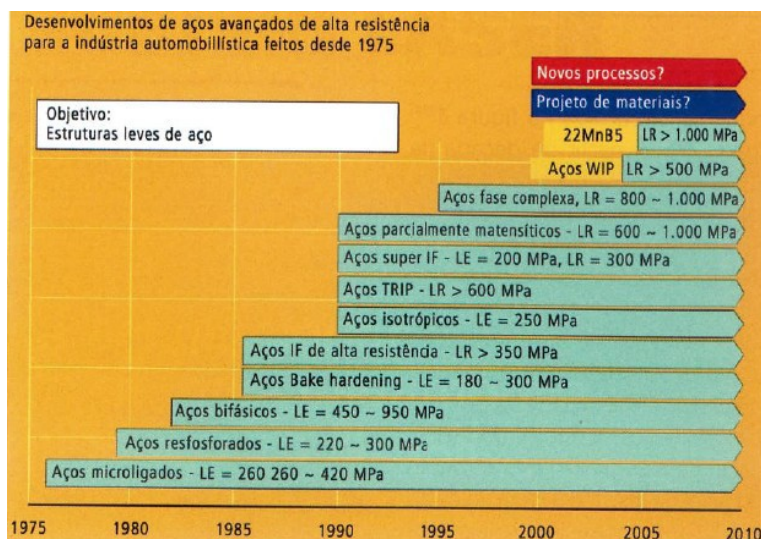 Desenvolvimentos de aços avançados de alta resistência
para a indústria automobillística feitos desde 1975
Novos processos?
Objetivo:
Estruturas leves de aço
Projeto de materiais?
22MnB5
LR > 1.000 MPa
Aços WIP
LR > 500 MPa
Aços fase complexa, LR = 800 ~ 1.000 MPa
Aços parcialmente matensíticos - LR = 600 ~ 1.000 MPa
Aços super IF - LE = 200 MPa, LR = 300 MPa
Aços TRIP - LR > 600 MPa
Aços isotrópicos - LE = 250 MPa
Aços IF de alta resistência - LR > 350 MPa
Aços Bake hardening - LE = 180 ~ 300 MPa
Aços bifásicos - LE = 450 ~ 950 MPa
Aços resfosforados - LE = 220 ~ 300 MPa
Aços microligados - LE = 260 260 ~ 420 MPa
1975 1980 1985 1990 1995 2000 2005 2010